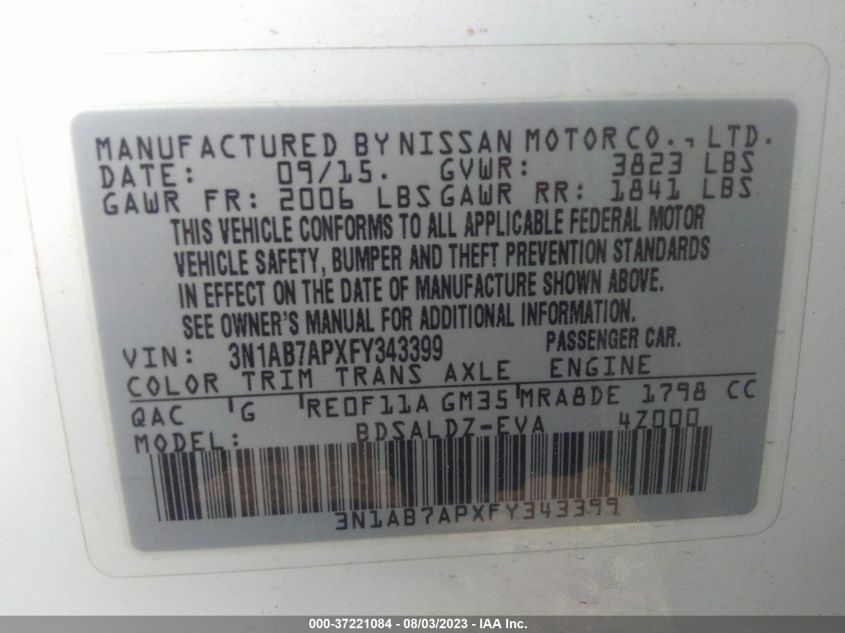 MANUFACTURED BY NISSAN MOTOR CO., LTD.
DATE: 09/15. GVWR: 3823 LBS
GAWR FR: 2006 LBS GAWR RR: 1841 LBS
THIS VEHICLE CONFORMS TO ALL APPLICABLE FEDERAL MOTOR
VEHICLE SAFETY, BUMPER AND THEFT PREVENTION STANDARDS
IN EFFECT ON THE DATE OF MANUFACTURE SHOWN ABOVE.
SEE OWNER'S MANUAL FOR ADDITIONAL INFORMATION.
VIN: 3N1AB7APXFY343399 PASSENGER CAR.
COLOR TRIM TRANS AXLE ENGINE
QAC G RE0F11A GM35 MRA8DE 1798 CC
MODEL: BDSALDZ-EVA 4Z000
3N1AB7APXFY343399
000-37221084 - 08/03/2023 - IAA Inc.